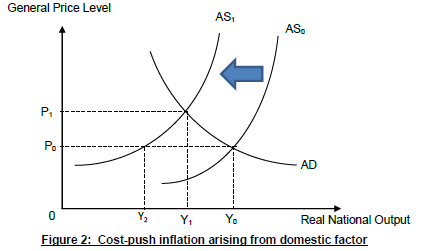 General Price Level
AS₁
AS₀
P₁
P₀
AD
0
Y₂
Y₁
Y₀
Real National Output
Figure 2: Cost-push inflation arising from domestic factor